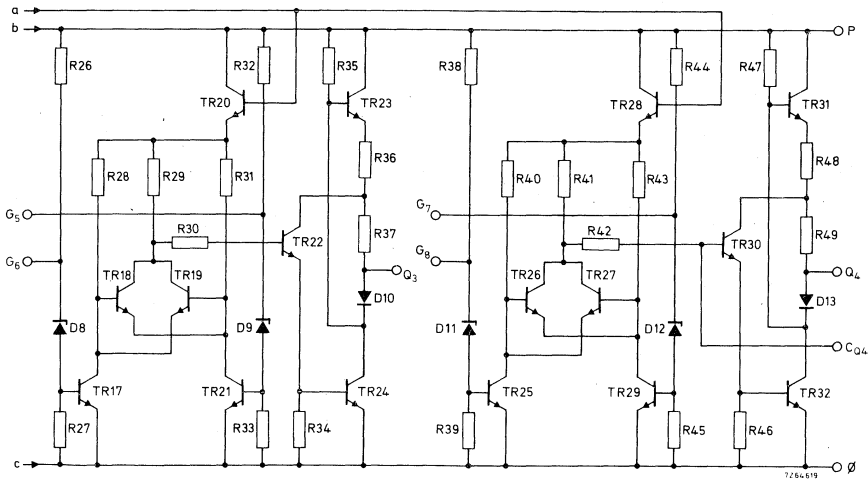 a
b
P
R26
R32
R35
R38
R44
R47
TR20
TR23
TR28
TR31
R28
R29
R31
R36
R40
R41
R43
R48
G5
R30
TR22
R37
G7
R42
TR30
R49
G6
TR18
TR19
Q3
G8
TR26
TR27
Q4
D8
D9
D10
D11
D12
D13
CQ4
TR17
TR21
TR24
TR25
TR29
TR32
R27
R33
R34
R39
R45
R46
c
Ø
7Z64619